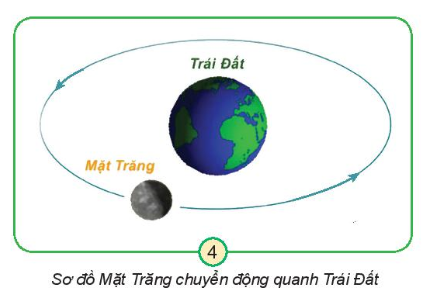 Trái Đất
Mặt Trăng
4
Sơ đồ Mặt Trăng chuyển động quanh Trái Đất